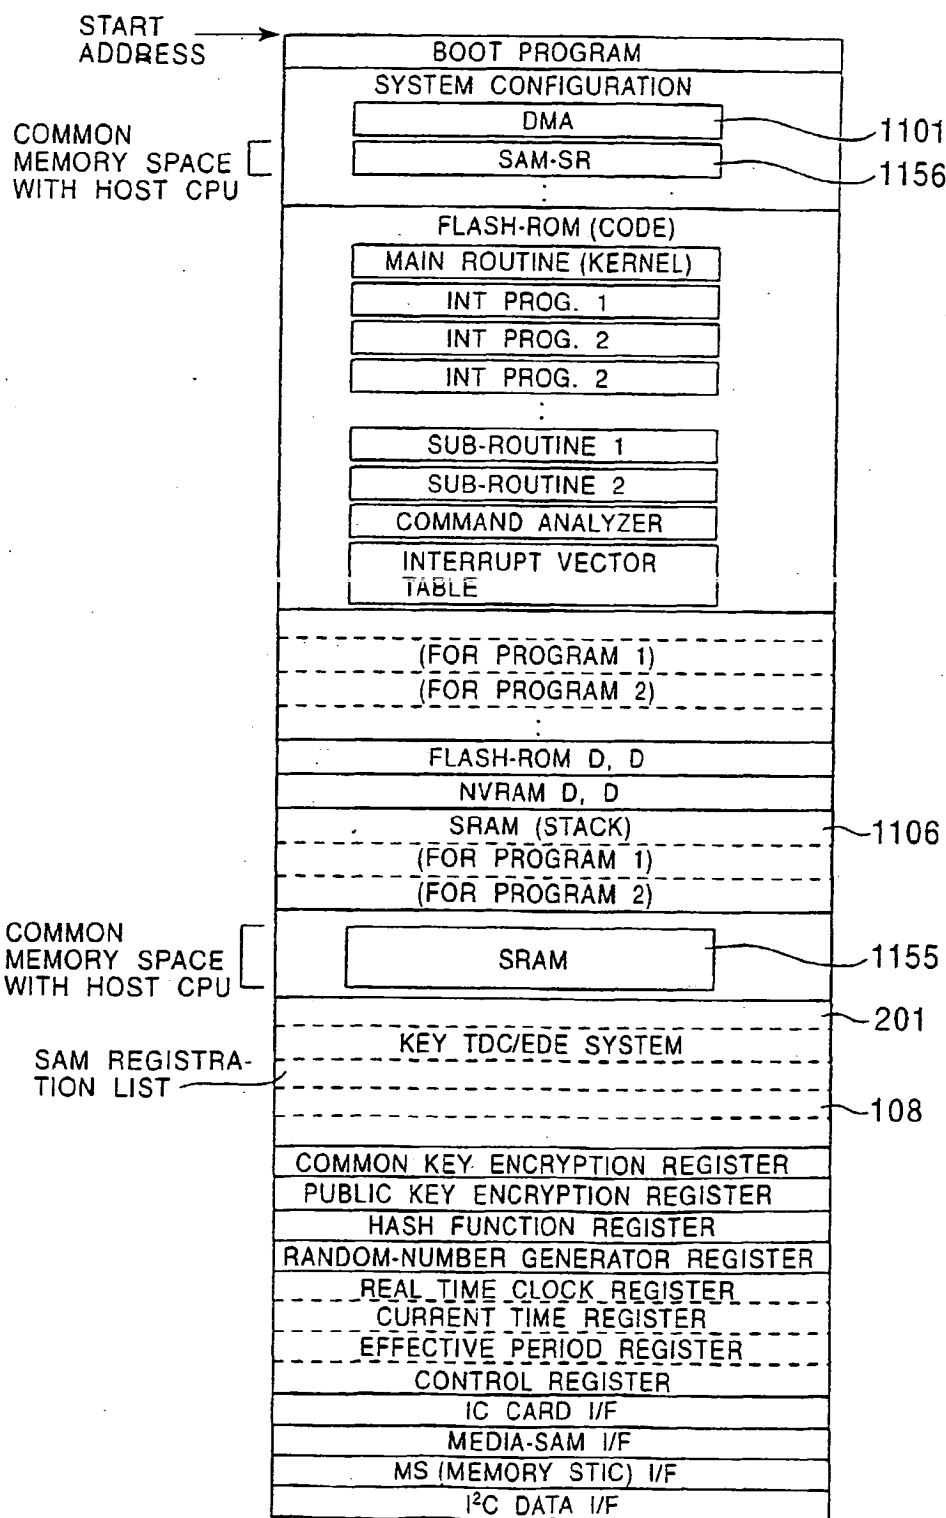 START
ADDRESS
BOOT PROGRAM
SYSTEM CONFIGURATION
DMA
1101
COMMON
MEMORY SPACE
WITH HOST CPU
SAM-SR
1156
FLASH-ROM (CODE)
MAIN ROUTINE (KERNEL)
INT PROG. 1
INT PROG. 2
INT PROG. 2
SUB-ROUTINE 1
SUB-ROUTINE 2
COMMAND ANALYZER
INTERRUPT VECTOR
TABLE
(FOR PROGRAM 1)
(FOR PROGRAM 2)
FLASH-ROM D, D
NVRAM D, D
SRAM (STACK)
1106
(FOR PROGRAM 1)
(FOR PROGRAM 2)
COMMON
MEMORY SPACE
WITH HOST CPU
SRAM
1155
201
KEY TDC/EDE SYSTEM
SAM REGISTRA-
TION LIST
108
COMMON KEY ENCRYPTION REGISTER
PUBLIC KEY ENCRYPTION REGISTER
HASH FUNCTION REGISTER
RANDOM-NUMBER GENERATOR REGISTER
REAL TIME CLOCK REGISTER
CURRENT TIME REGISTER
EFFECTIVE PERIOD REGISTER
CONTROL REGISTER
IC CARD I/F
MEDIA-SAM I/F
MS (MEMORY STIC) I/F
I²C DATA I/F